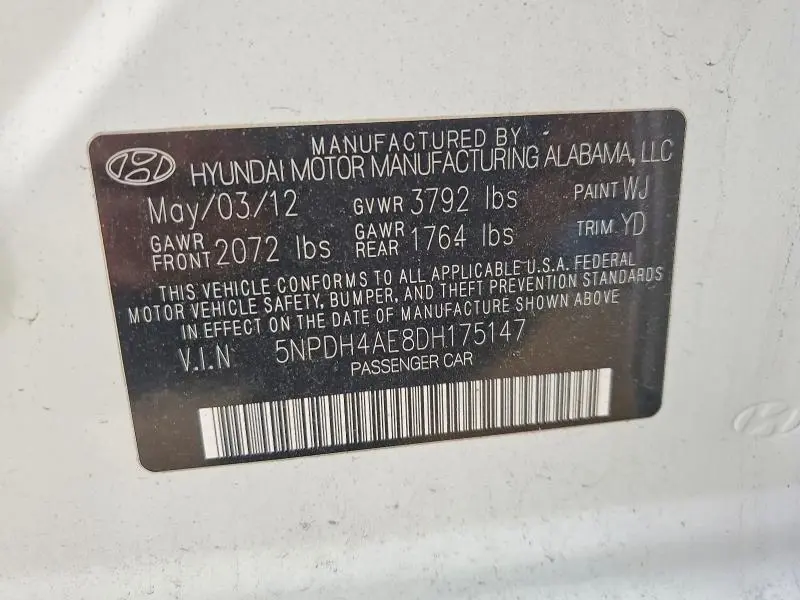 MANUFACTURED BY
HYUNDAI MOTOR MANUFACTURING ALABAMA, LLC
May/03/12 GVWR 3792 lbs PAINT WJ
GAWR FRONT 2072 lbs GAWR REAR 1764 lbs TRIM YD
THIS VEHICLE CONFORMS TO ALL APPLICABLE U.S.A. FEDERAL
MOTOR VEHICLE SAFETY, BUMPER, AND THEFT PREVENTION STANDARDS
IN EFFECT ON THE DATE OF MANUFACTURE SHOWN ABOVE
V.I.N 5NPDH4AE8DH175147
PASSENGER CAR